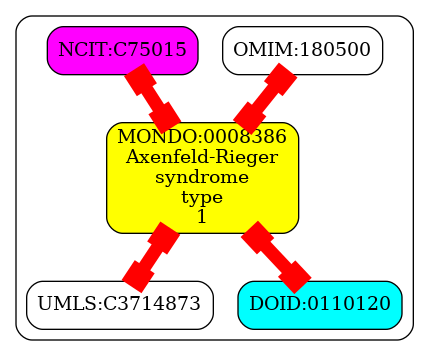 NCIT:C75015
OMIM:180500
MONDO:0008386
Axenfeld-Rieger
syndrome
type
1
UMLS:C3714873
DOID:0110120